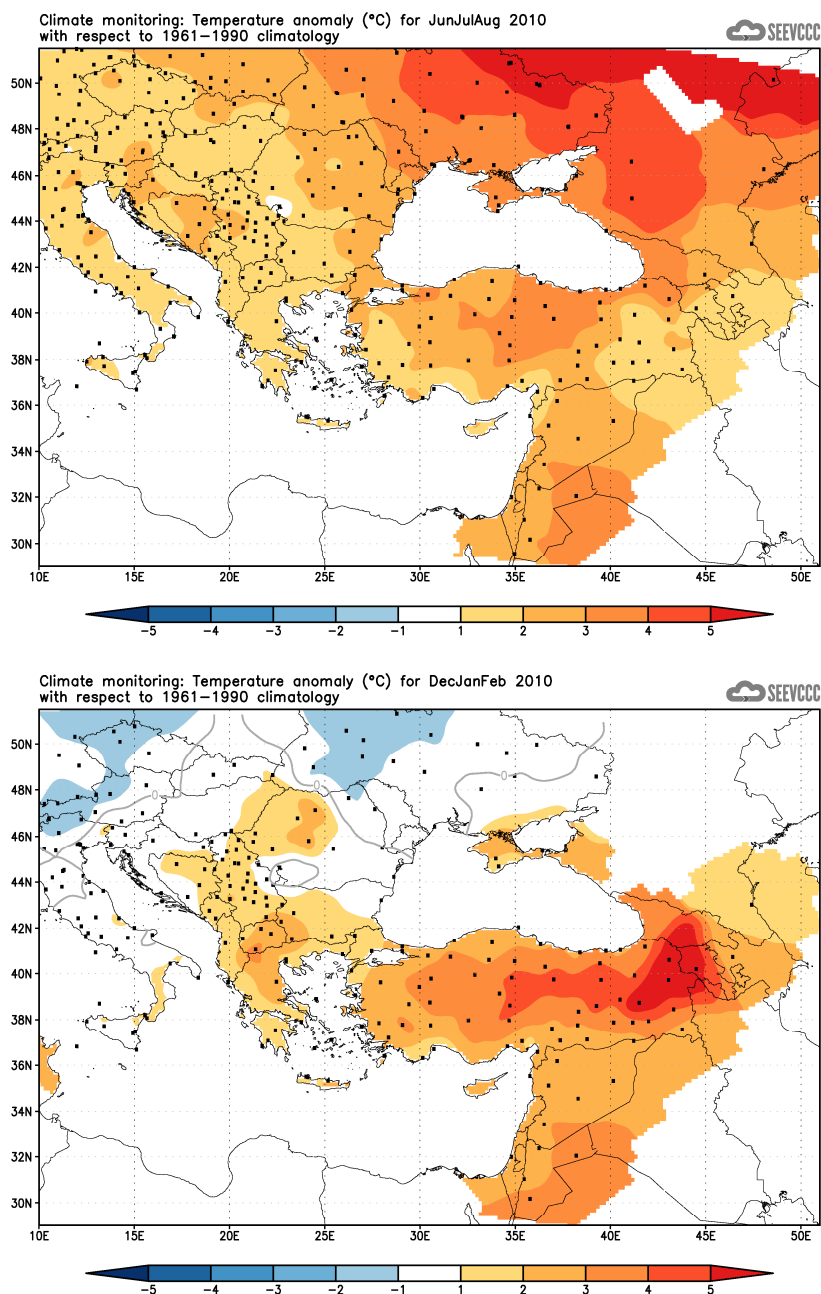 Climate monitoring: Temperature anomaly (°C) for JunJulAug 2010
with respect to 1961–1990 climatology
SEEVCCC
50N
48N
46N
44N
42N
40N
38N
36N
34N
32N
30N
10E 15E 20E 25E 30E 35E 40E 45E 50E
-5 -4 -3 -2 -1 1 2 3 4 5
Climate monitoring: Temperature anomaly (°C) for DecJanFeb 2010
with respect to 1961–1990 climatology
SEEVCCC
50N
48N
46N
44N
42N
40N
38N
36N
34N
32N
30N
0
0
0
10E 15E 20E 25E 30E 35E 40E 45E 50E
-5 -4 -3 -2 -1 1 2 3 4 5